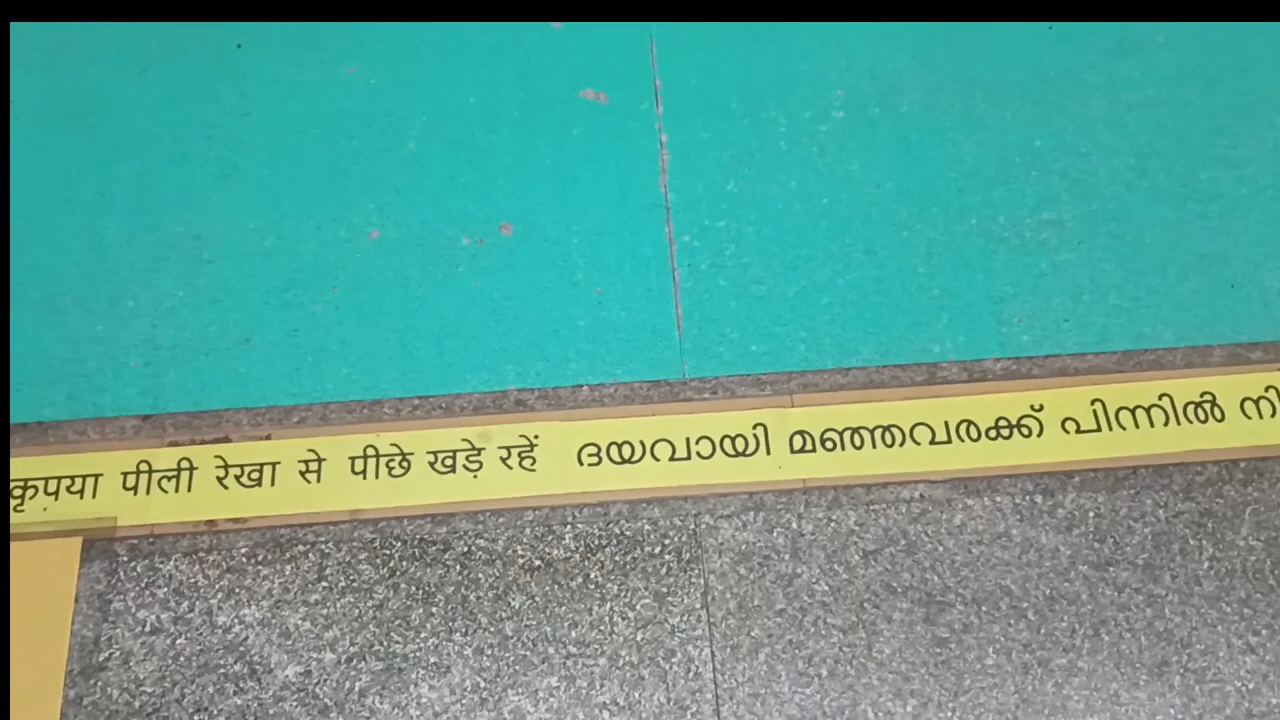 कृपया पीली रेखा से पीछे खड़े रहें ദയവായി മഞ്ഞവരക്ക് പിന്നിൽ